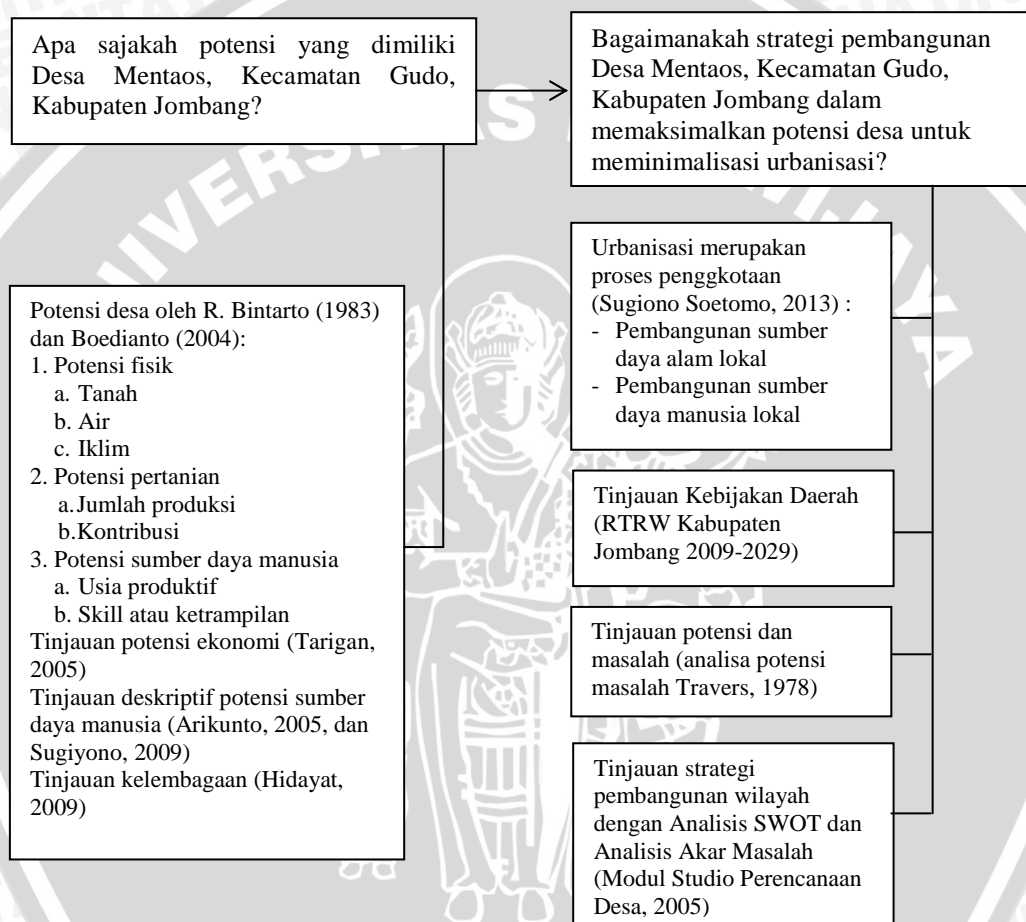 Apa sajakah potensi yang dimiliki
Desa Mentaos, Kecamatan Gudo,
Kabupaten Jombang?
Bagaimanakah strategi pembangunan
Desa Mentaos, Kecamatan Gudo,
Kabupaten Jombang dalam
memaksimalkan potensi desa untuk
meminimalisasi urbanisasi?
Potensi desa oleh R. Bintarto (1983)
dan Boedianto (2004):
1. Potensi fisik
a. Tanah
b. Air
c. Iklim
2. Potensi pertanian
a.Jumlah produksi
b.Kontribusi
3. Potensi sumber daya manusia
a. Usia produktif
b. Skill atau ketrampilan
Tinjauan potensi ekonomi (Tarigan,
2005)
Tinjauan deskriptif potensi sumber
daya manusia (Arikunto, 2005, dan
Sugiyono, 2009)
Tinjauan kelembagaan (Hidayat,
2009)
Urbanisasi merupakan
proses penggkotaan
(Sugiono Soetomo, 2013) :
- Pembangunan sumber
daya alam lokal
- Pembangunan sumber
daya manusia lokal
Tinjauan Kebijakan Daerah
(RTRW Kabupaten
Jombang 2009-2029)
Tinjauan potensi dan
masalah (analisa potensi
masalah Travers, 1978)
Tinjauan strategi
pembangunan wilayah
dengan Analisis SWOT dan
Analisis Akar Masalah
(Modul Studio Perencanaan
Desa, 2005)